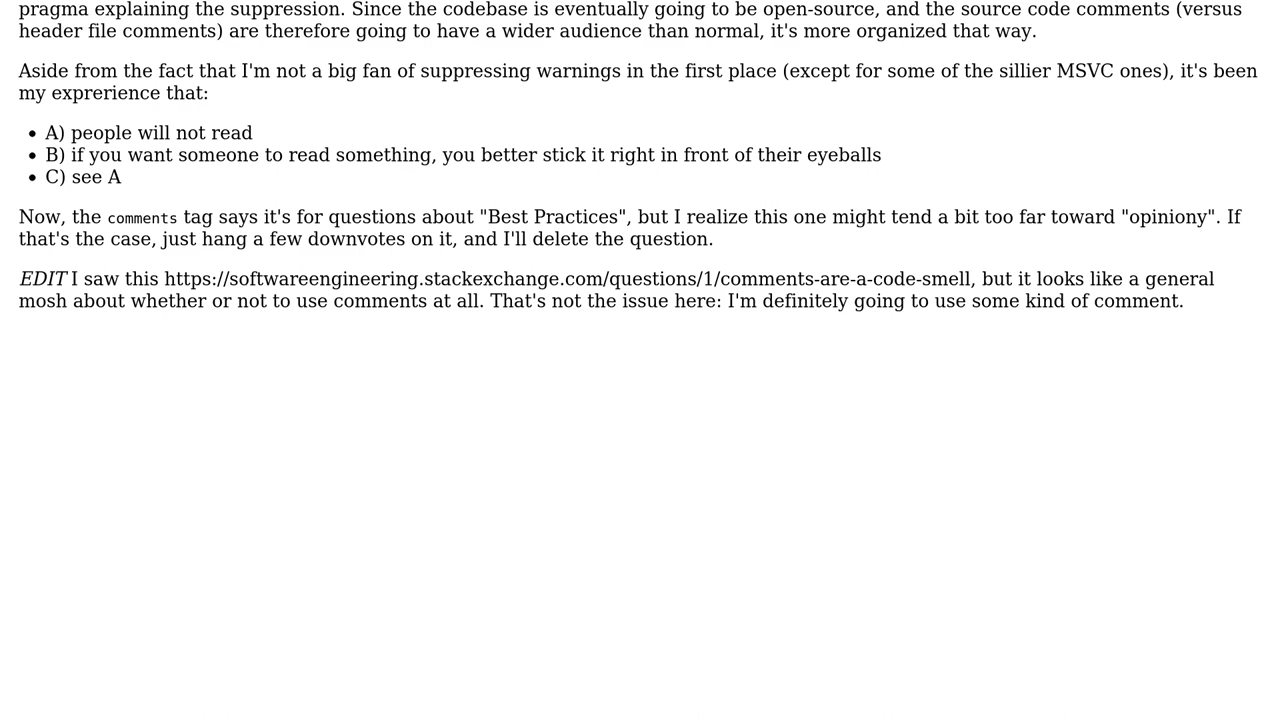 pragma explaining the suppression. Since the codebase is eventually going to be open-source, and the source code comments (versus
header file comments) are therefore going to have a wider audience than normal, it's more organized that way.
Aside from the fact that I'm not a big fan of suppressing warnings in the first place (except for some of the sillier MSVC ones), it's been
my exprerience that:
• A) people will not read
• B) if you want someone to read something, you better stick it right in front of their eyeballs
• C) see A
Now, the comments tag says it's for questions about "Best Practices", but I realize this one might tend a bit too far toward "opiniony". If
that's the case, just hang a few downvotes on it, and I'll delete the question.
EDIT I saw this https://softwareengineering.stackexchange.com/questions/1/comments-are-a-code-smell, but it looks like a general
mosh about whether or not to use comments at all. That's not the issue here: I'm definitely going to use some kind of comment.